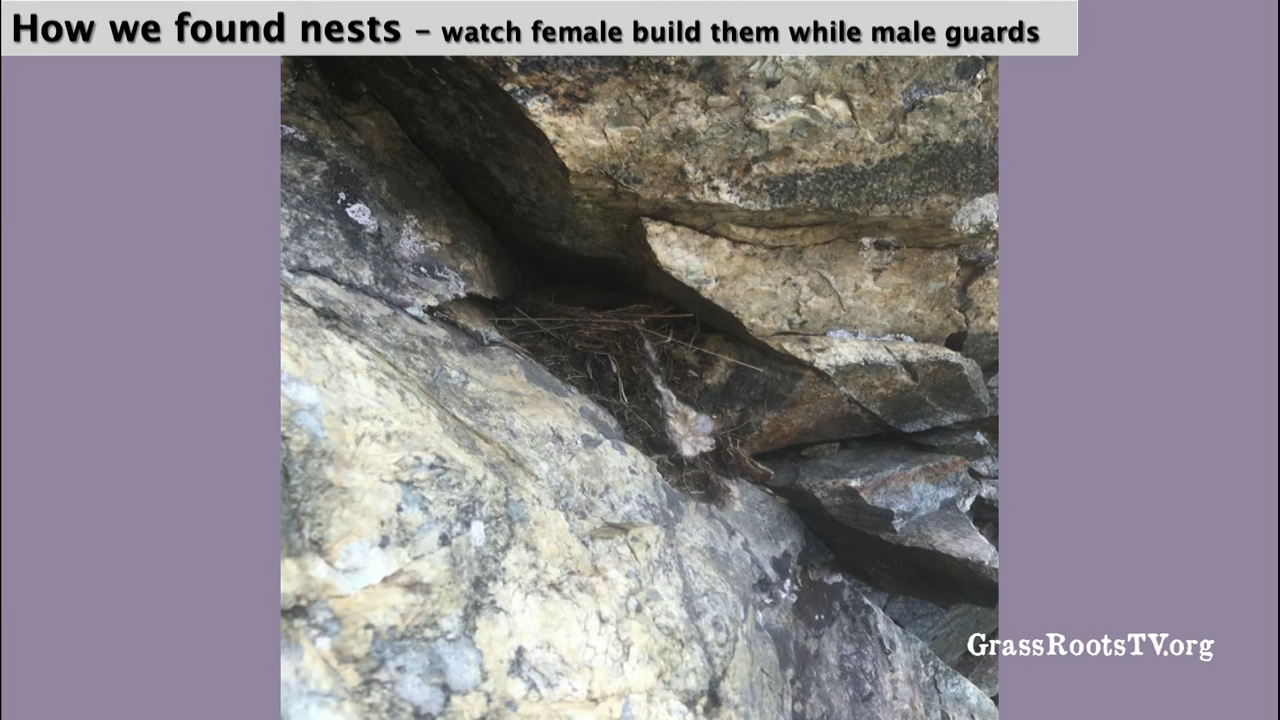 How we found nests – watch female build them while male guards
GrassRootsTV.org